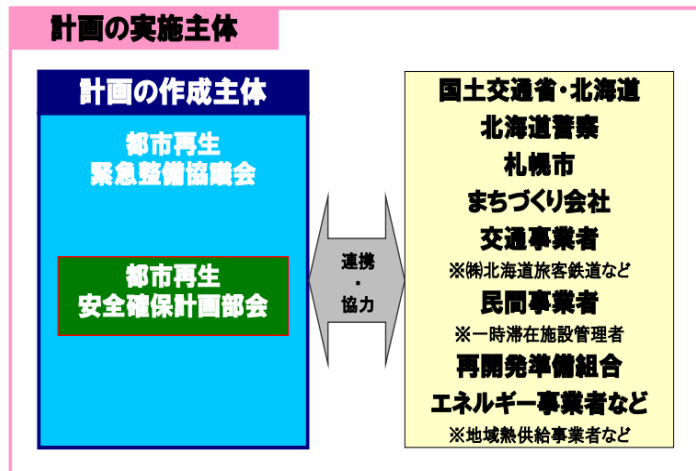 計画の実施主体
計画の作成主体
都市再生
緊急整備協議会
都市再生
安全確保計画部会
連携
・
協力
国土交通省・北海道
北海道警察
札幌市
まちづくり会社
交通事業者
※㈱北海道旅客鉄道など
民間事業者
※一時滞在施設管理者
再開発準備組合
エネルギー事業者など
※地域熱供給事業者など